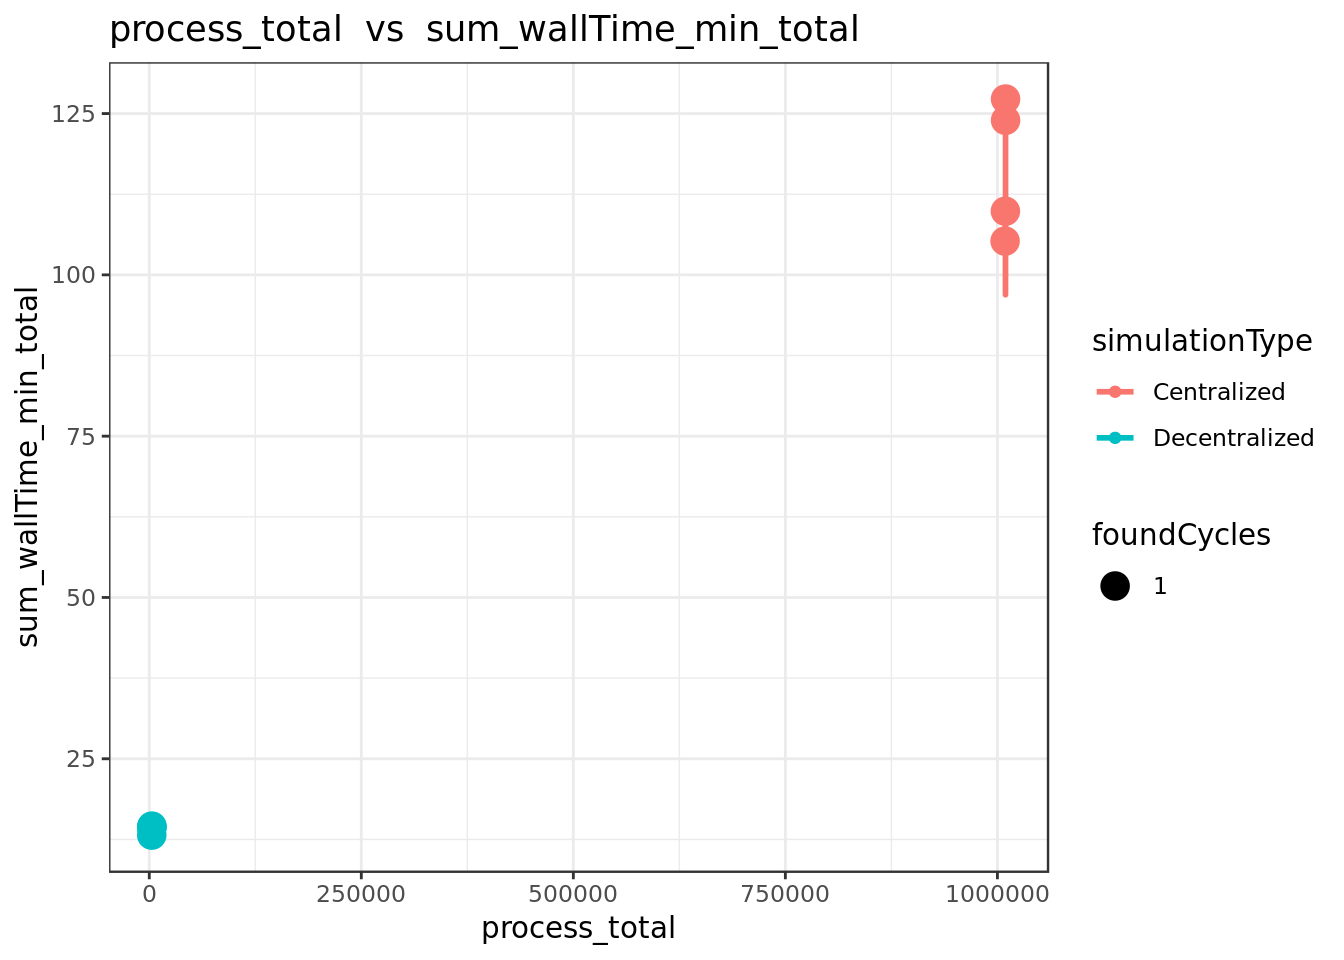 process_total vs sum_wallTime_min_total
sum_wallTime_min_total
125
100
75
50
25
0
250000
500000
750000
1000000
process_total
simulationType
Centralized
Decentralized
foundCycles
1